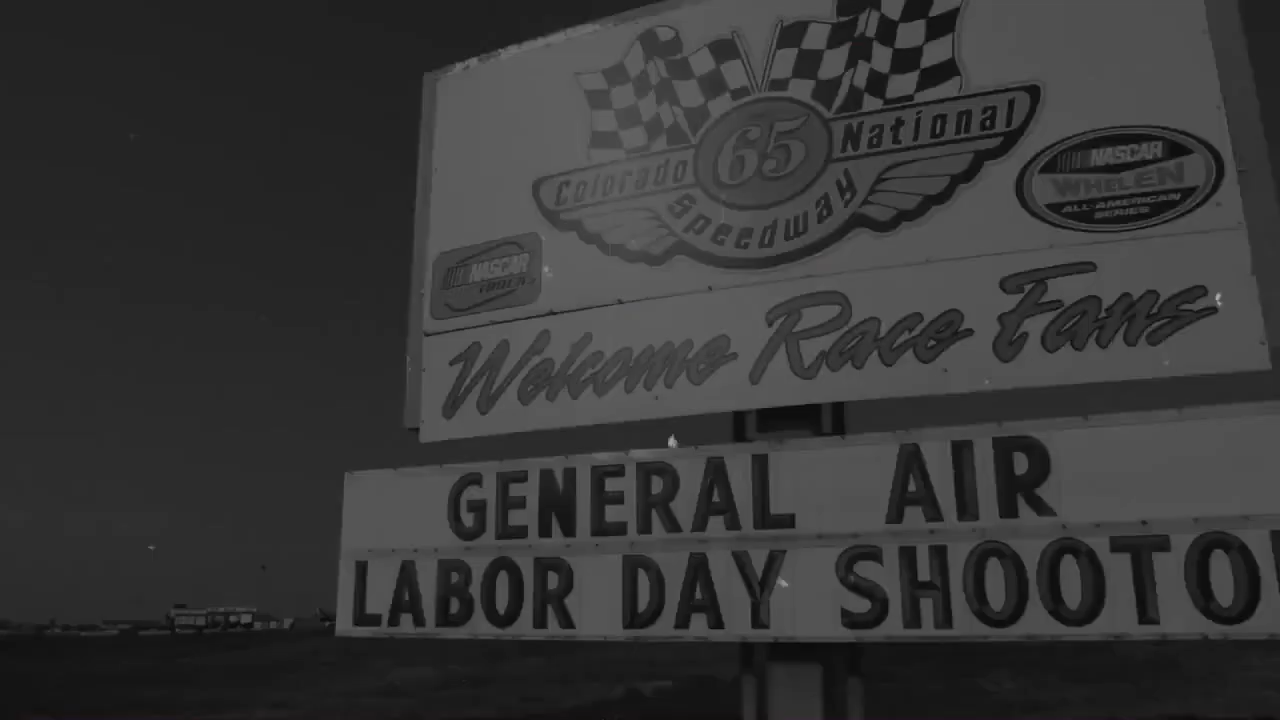 Colorado 65 National
Speedway
NASCAR
WHELEN
ALL-AMERICAN
SERIES
NASCAR
Welcome Race Fans
GENERAL AIR
LABOR DAY SHOOTO